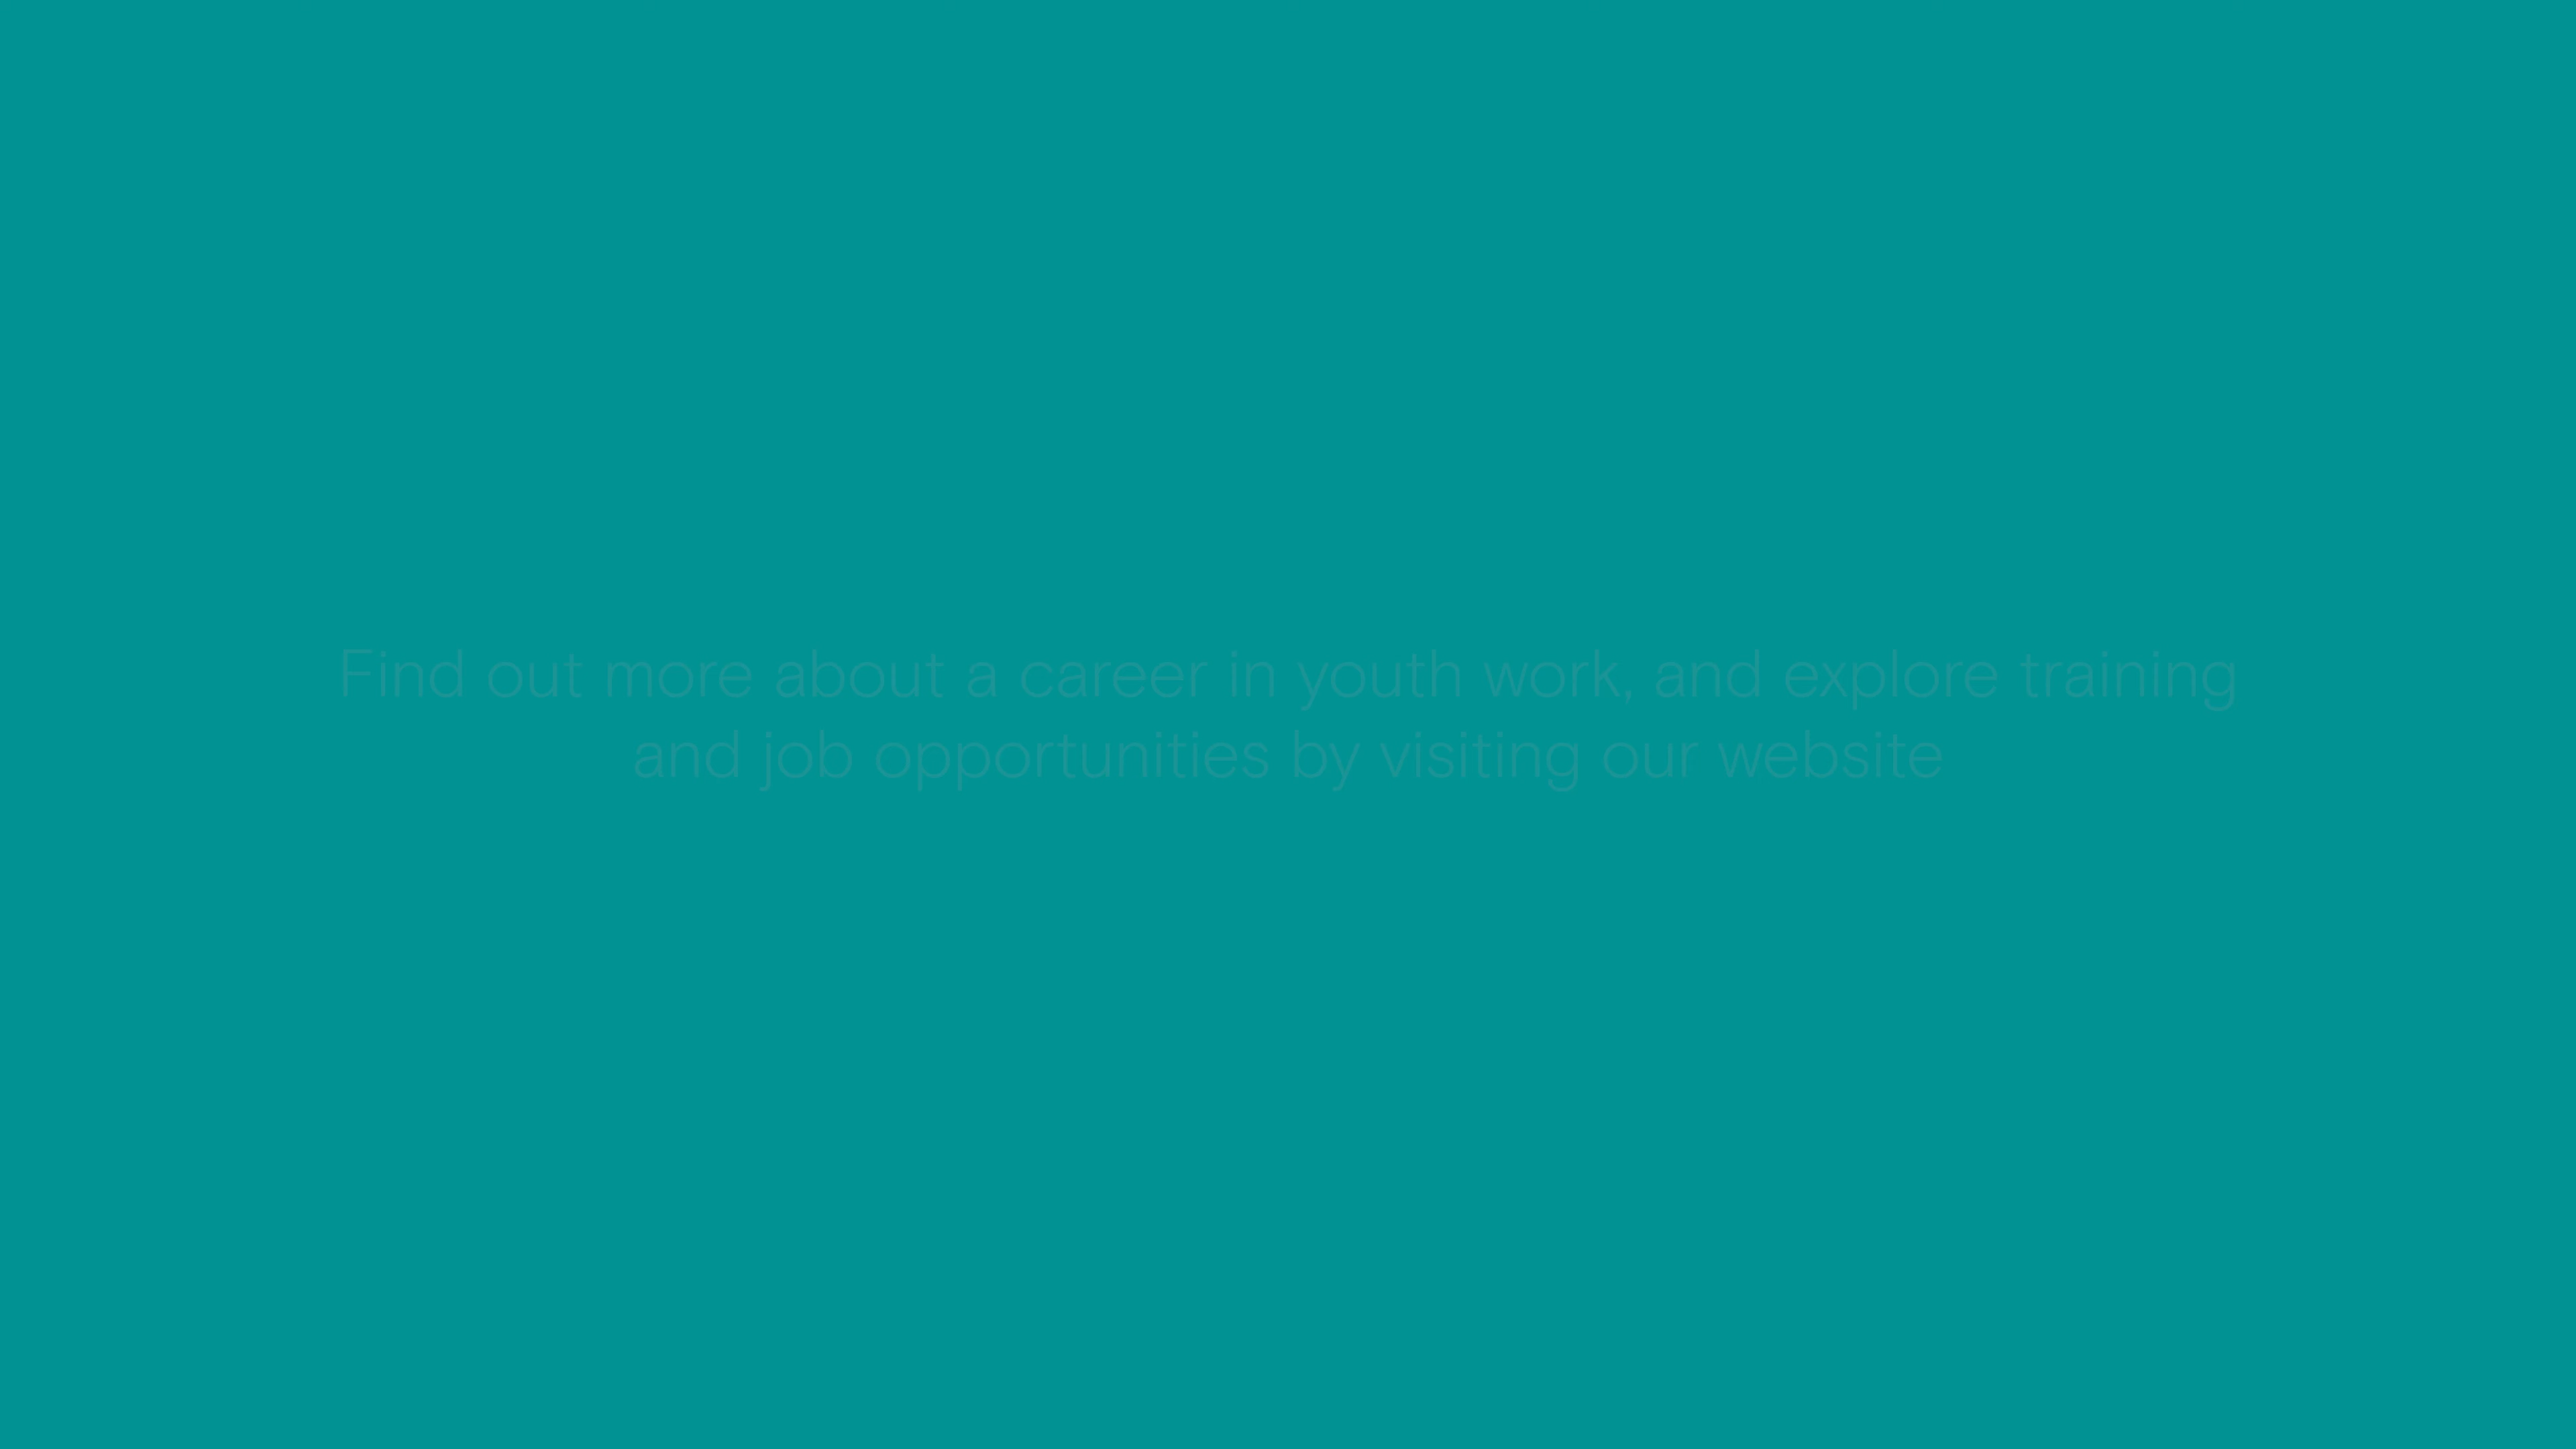 Find out more about a career in youth work, and explore training
and job opportunities by visiting our website